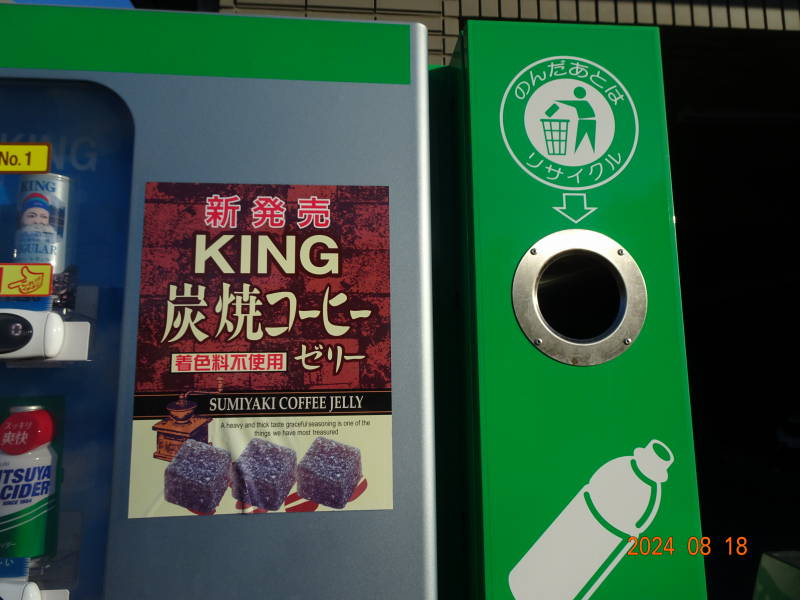 No.1
KING
KING
スッキリ
爽快
CIDER
SINCE 1884
新発売
KING
炭焼コーヒー
着色料不使用
ゼリー
SUMIYAKI COFFEE JELLY
A heavy and thick taste graceful seasoning is one of the
things we have most treasured
のんだあとは
リサイクル
2024 08 18